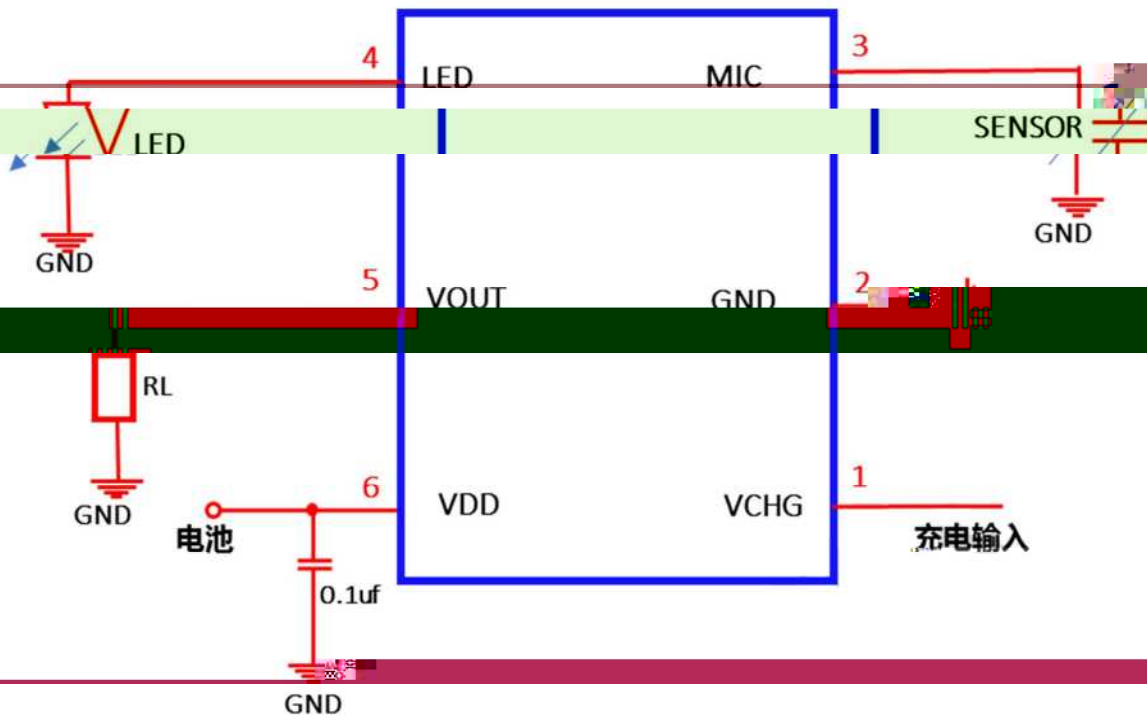 4
3
LED
MIC
LED
SENSOR
GND
GND
5
2
VOUT
GND
RL
6
1
GND
VDD
VCHG
电池
充电输入
0.1uf
GND